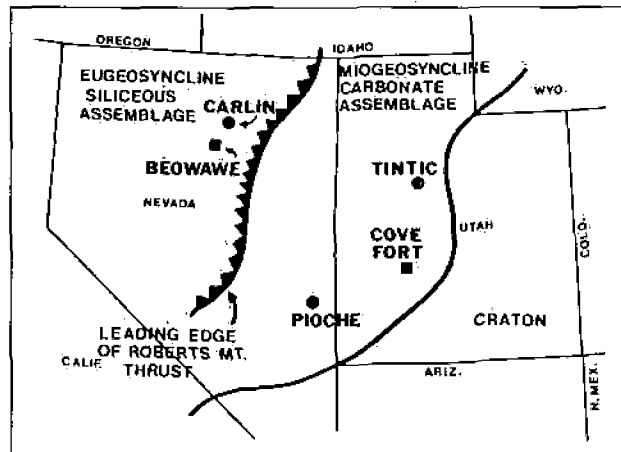 OREGON
IDAHO
EUGEOSYNCLINE
SILICEOUS
ASSEMBLAGE
MIOGEOSYNCLINE
CARBONATE
ASSEMBLAGE
WYO.
CARLIN
BEOWAWE
TINTIC
NEVADA
UTAH
COLO.
COVE
FORT
PIOCHE
CRATON
LEADING EDGE
OF ROBERTS MT.
THRUST
CALIF
ARIZ.
N. MEX.